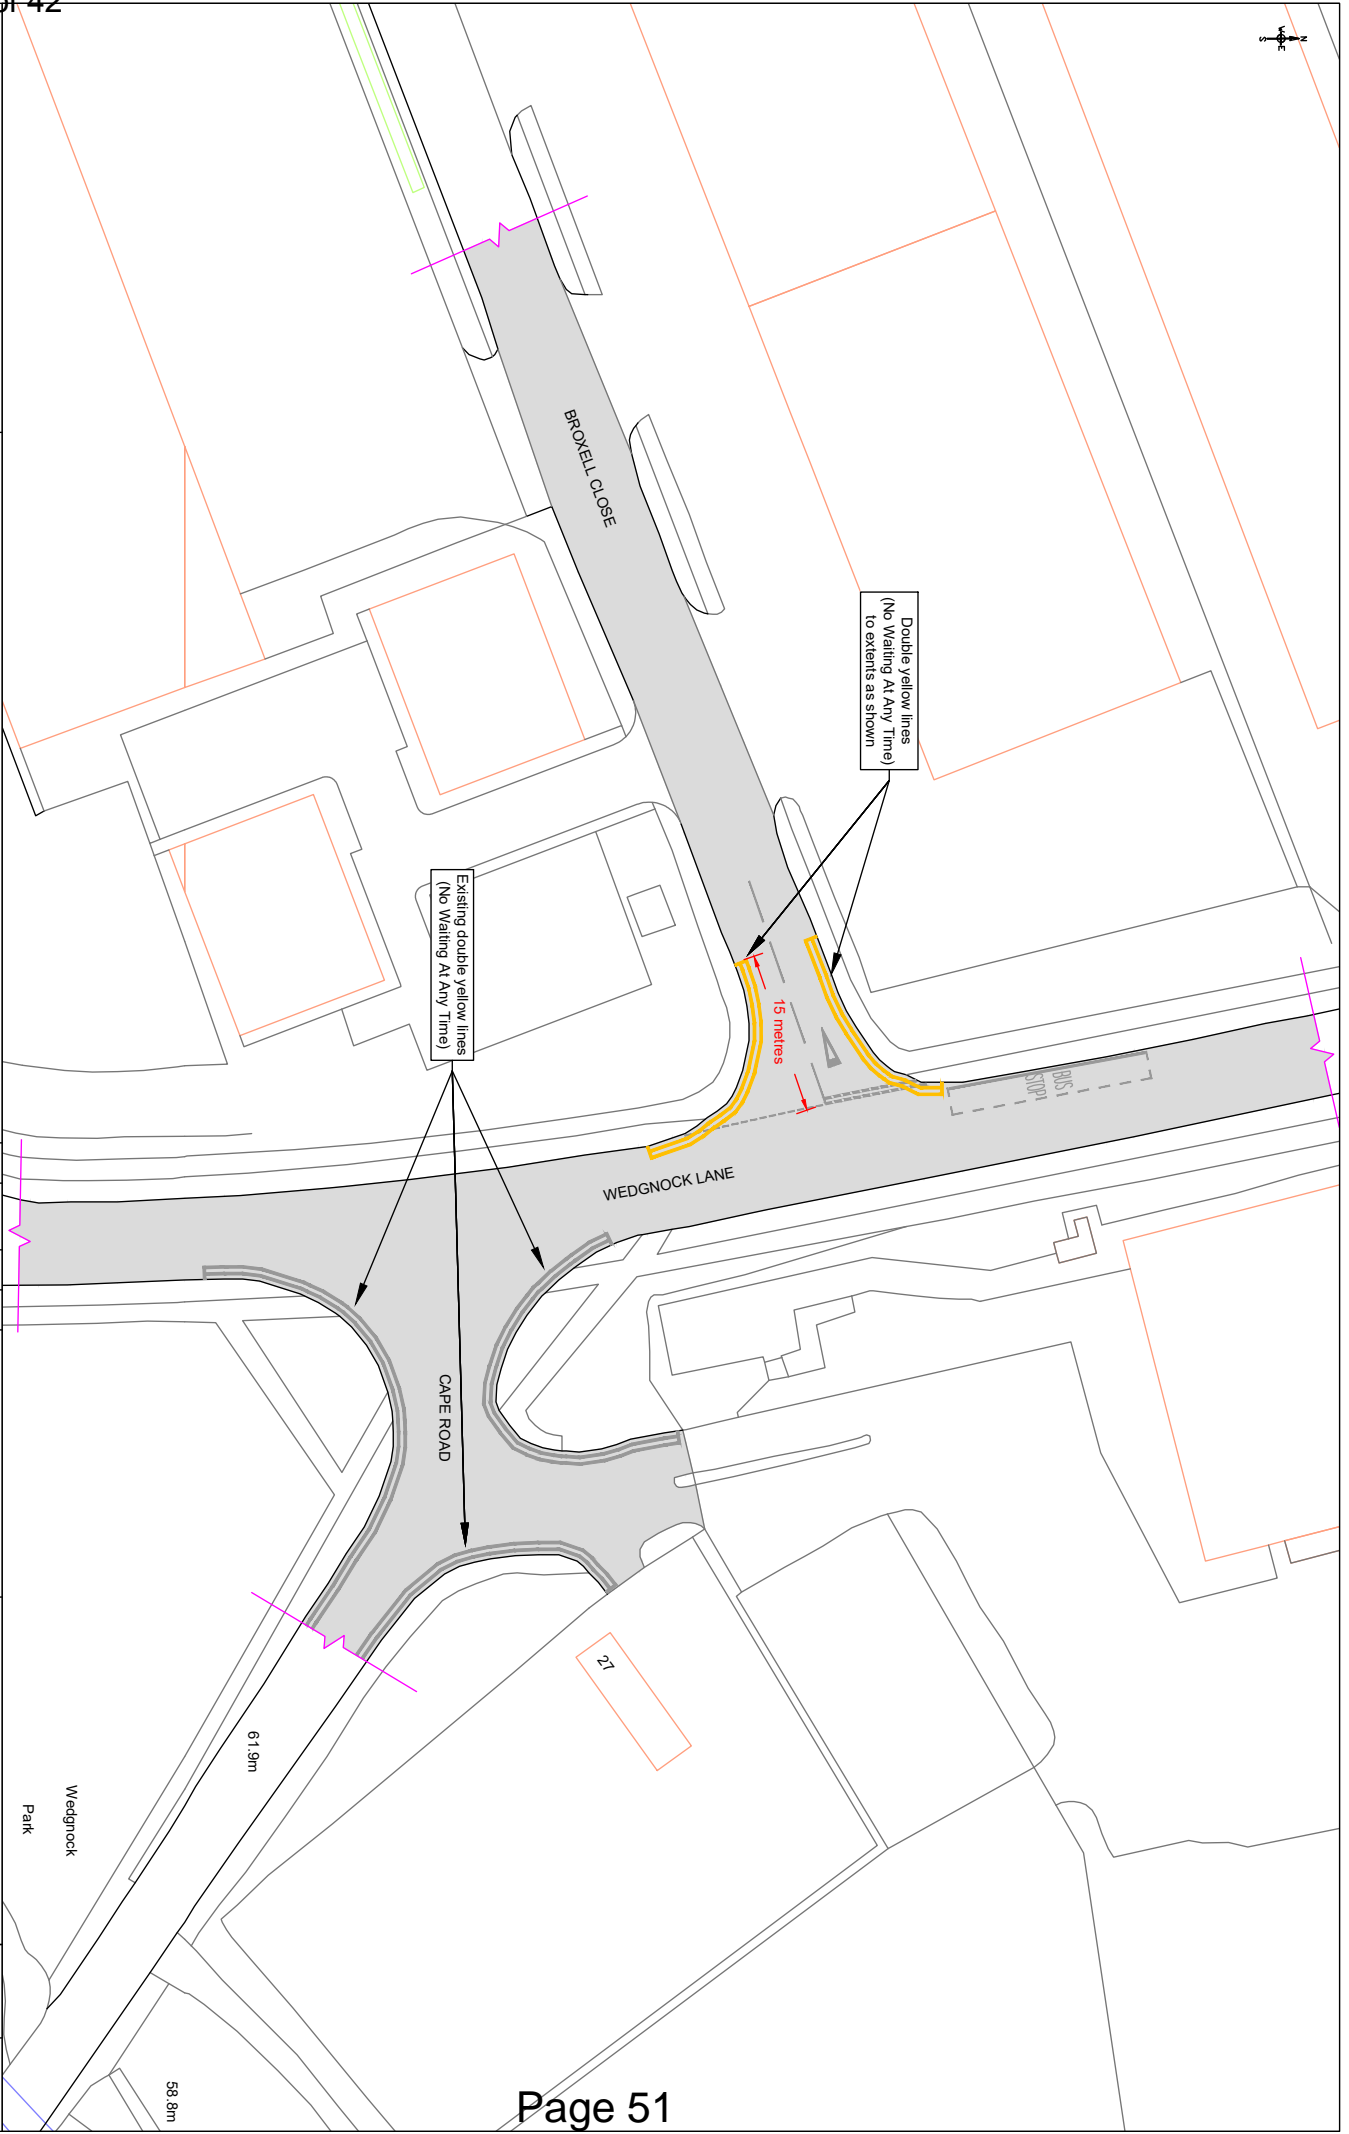 of 42
N
W E
S
BROXELL CLOSE
Double yellow lines
(No Waiting At Any Time)
to extents as shown
Existing double yellow lines
(No Waiting At Any Time)
15 metres
BUS
STOP
WEDGNOCK LANE
CAPE ROAD
27
61.9m
Wedgnock
Park
58.8m
Page 51